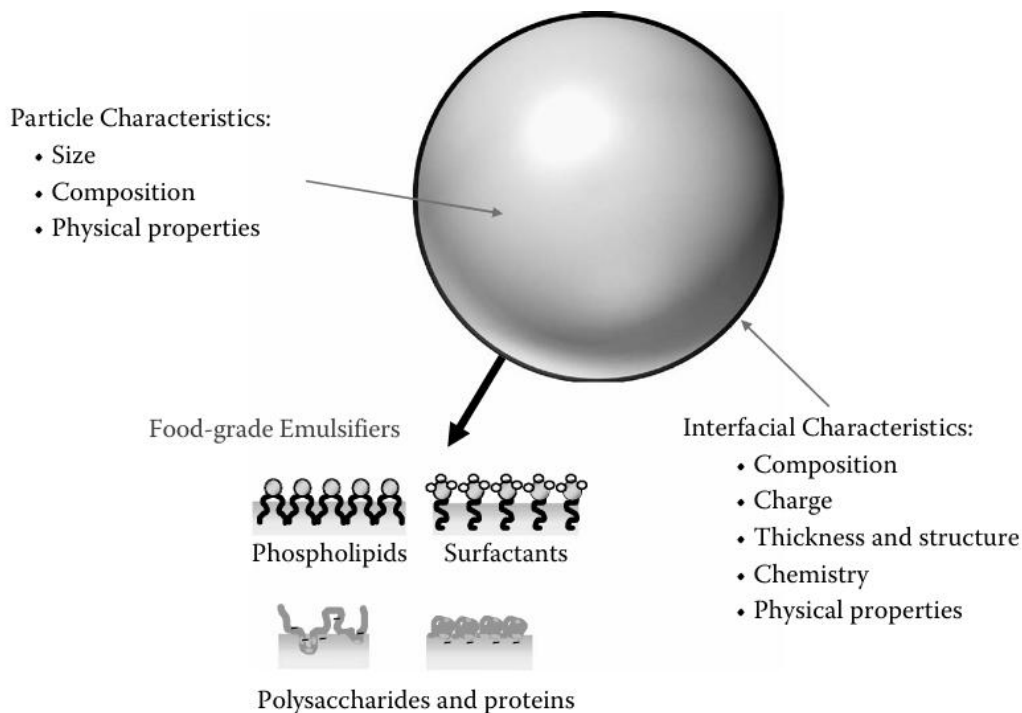 Particle Characteristics:
• Size
• Composition
• Physical properties
Food-grade Emulsifiers
Phospholipids
Surfactants
Polysaccharides and proteins
Interfacial Characteristics:
• Composition
• Charge
• Thickness and structure
• Chemistry
• Physical properties